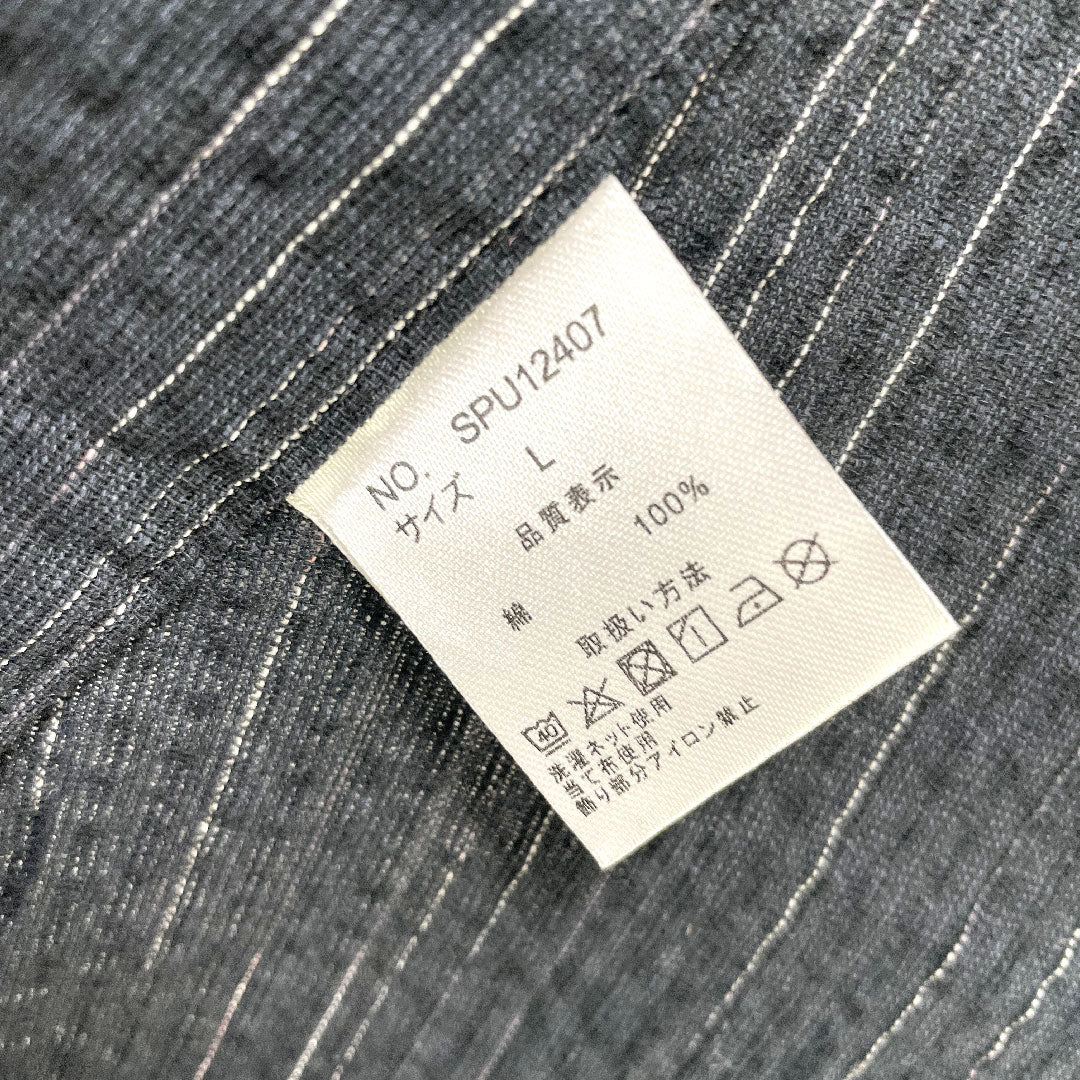 NO. SPU12407
サイズ L
品質表示
綿 100%
取扱い方法
40
洗濯ネット使用
当て布使用
飾り部分アイロン禁止